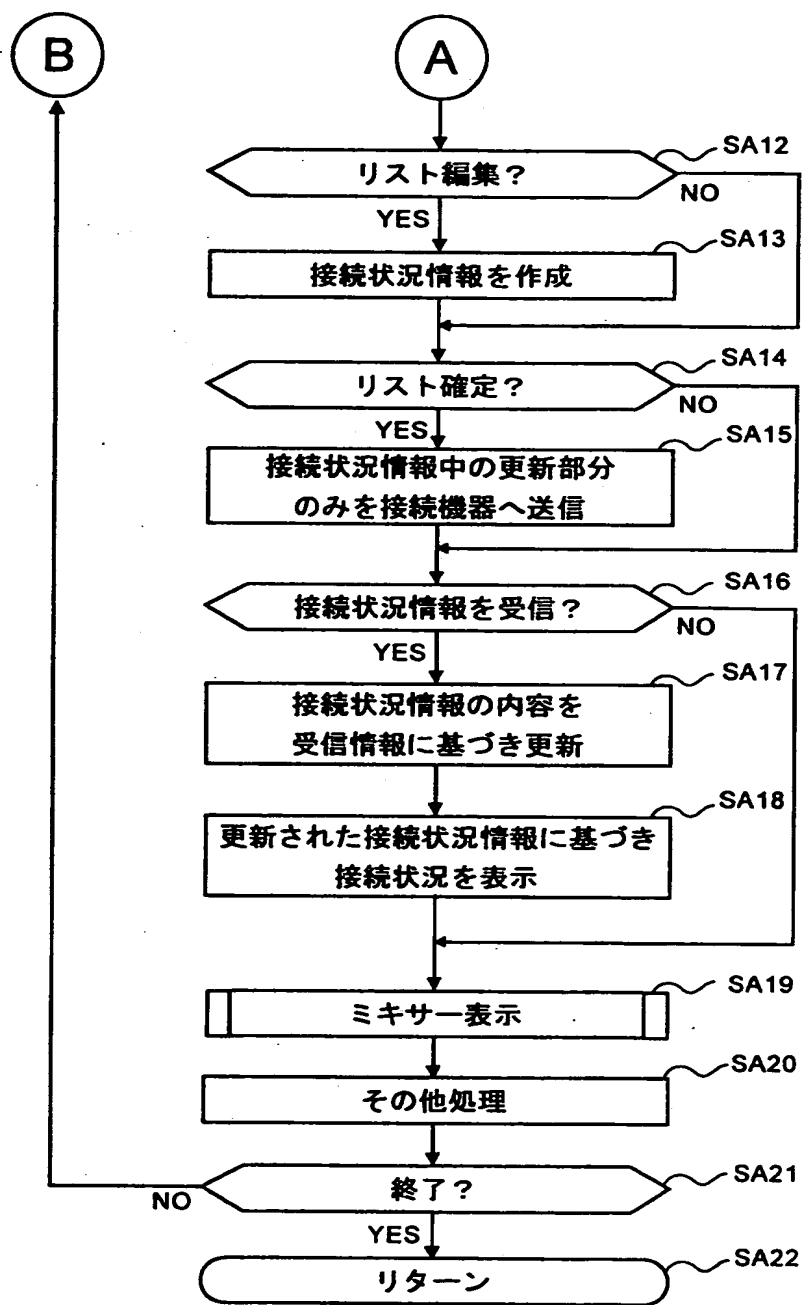 B
A
SA12
リスト編集?
NO
YES
SA13
接続状況情報を作成
SA14
リスト確定?
NO
YES
SA15
接続状況情報中の更新部分
のみを接続機器へ送信
SA16
接続状況情報を受信?
NO
YES
SA17
接続状況情報の内容を
受信情報に基づき更新
SA18
更新された接続状況情報に基づき
接続状況を表示
SA19
ミキサー表示
SA20
その他処理
SA21
終了?
NO
YES
SA22
リターン